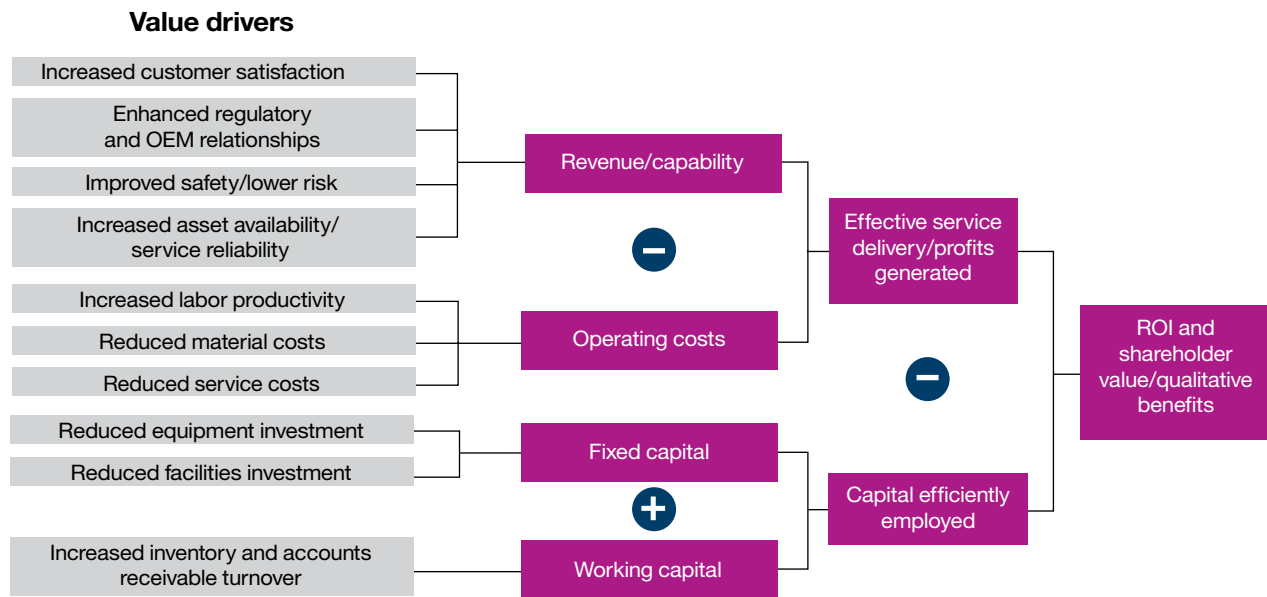 Value drivers
Increased customer satisfaction
Enhanced regulatory
and OEM relationships
Improved safety/lower risk
Increased asset availability/
service reliability
Increased labor productivity
Reduced material costs
Reduced service costs
Reduced equipment investment
Reduced facilities investment
Increased inventory and accounts
receivable turnover
Revenue/capability
−
Operating costs
Fixed capital
+
Working capital
Effective service
delivery/profits
generated
−
Capital efficiently
employed
ROI and
shareholder
value/qualitative
benefits